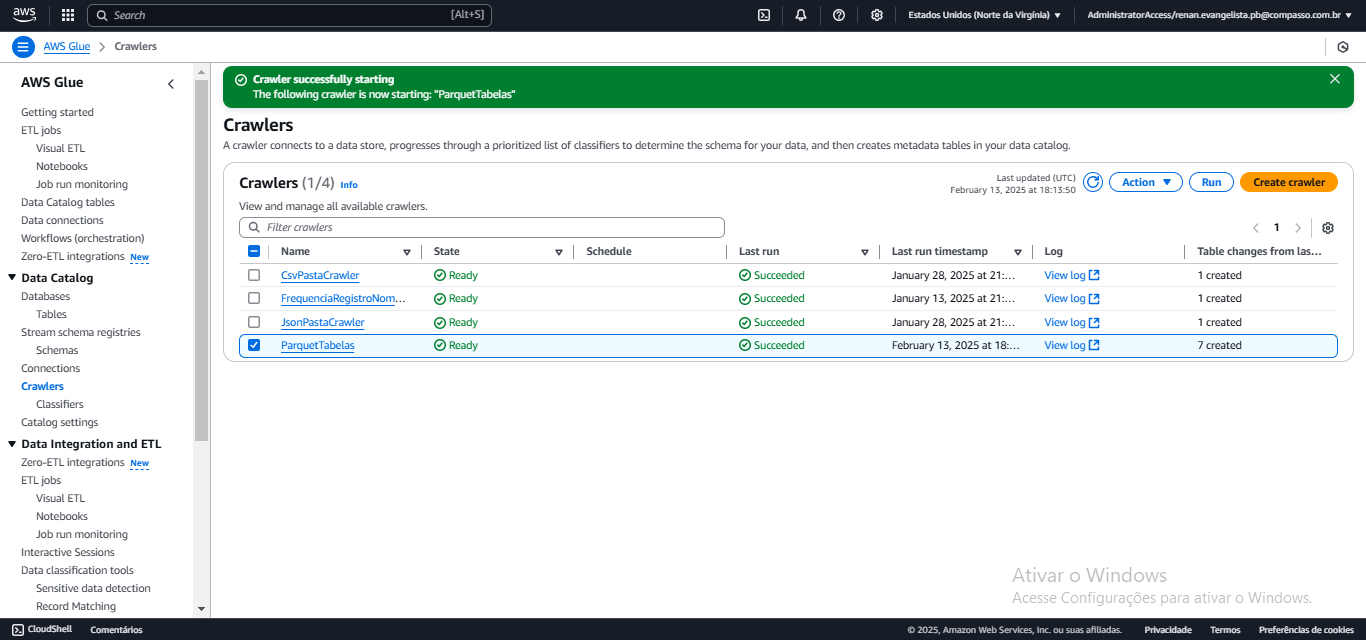 aws
Search [Alt+S]
Estados Unidos (Norte da Virgínia)
AdministratorAccess/renan.evangelista.pb@compasso.com.br
AWS Glue > Crawlers
AWS Glue
Getting started
ETL jobs
Visual ETL
Notebooks
Job run monitoring
Data Catalog tables
Data connections
Workflows (orchestration)
Zero-ETL integrations New
Data Catalog
Databases
Tables
Stream schema registries
Schemas
Connections
Crawlers
Classifiers
Catalog settings
Data Integration and ETL
Zero-ETL integrations New
ETL jobs
Visual ETL
Notebooks
Job run monitoring
Interactive Sessions
Data classification tools
Sensitive data detection
Record Matching
Crawler successfully starting
The following crawler is now starting: "ParquetTabelas"
Crawlers
A crawler connects to a data store, progresses through a prioritized list of classifiers to determine the schema for your data, and then creates metadata tables in your data catalog.
Crawlers (1/4) Info
Last updated (UTC)
February 13, 2025 at 18:13:50
Action
Run
Create crawler
View and manage all available crawlers.
Filter crawlers
1
Name State Schedule Last run Last run timestamp Log Table changes from las...
CsvPastaCrawler Ready Succeeded January 28, 2025 at 21:... View log 1 created
FrequenciaRegistroNom... Ready Succeeded January 13, 2025 at 21:... View log 1 created
JsonPastaCrawler Ready Succeeded January 28, 2025 at 21:... View log 1 created
ParquetTabelas Ready Succeeded February 13, 2025 at 18:... View log 7 created
Ativar o Windows
Acesse Configurações para ativar o Windows.
CloudShell Comentários © 2025, Amazon Web Services, Inc. ou suas afiliadas. Privacidade Termos Preferências de cookies